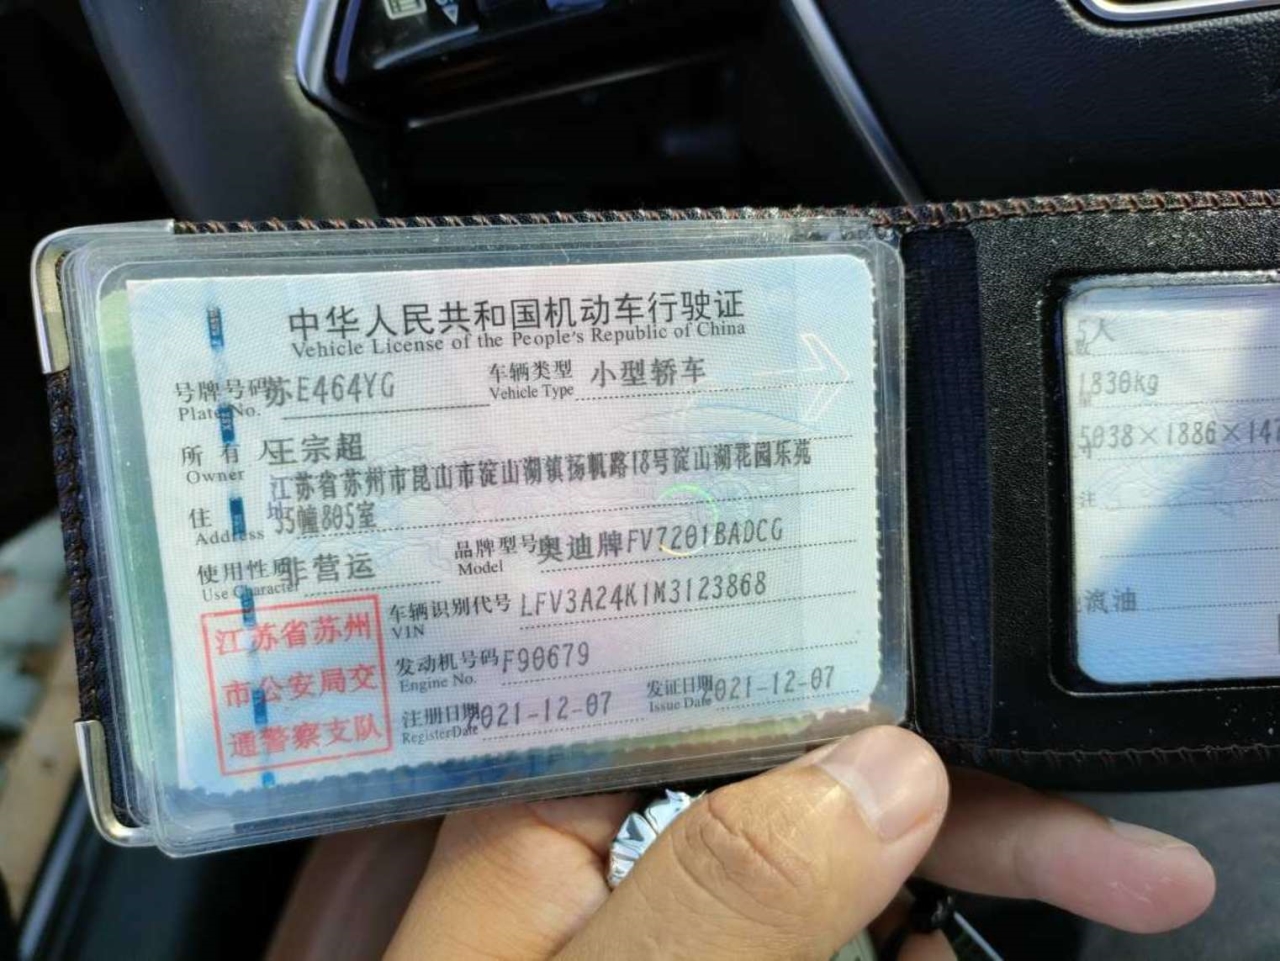 中华人民共和国机动车行驶证
Vehicle License of the People's Republic of China
号牌号码 苏E464YG 车辆类型 小型轿车
Plate No. Vehicle Type
所有人 王宗超
Owner
江苏省苏州市昆山市淀山湖镇扬帆路18号淀山湖花园乐苑
住址 35幢805室
Address
使用性质 非营运 品牌型号 奥迪牌FV7201BADCG
Use Character Model
车辆识别代号 LFV3A24K1M3123868
VIN
发动机号码 F90679
Engine No.
注册日期 2021-12-07 发证日期 2021-12-07
Register Date Issue Date
江苏省苏州
市公安局交
通警察支队
5人
1830kg
5038×1886×147
注
汽油